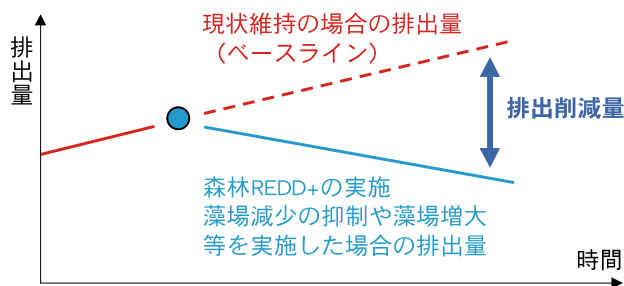 現状維持の場合の排出量
（ベースライン）
排出量
排出削減量
森林REDD+の実施
藻場減少の抑制や藻場増大
等を実施した場合の排出量
時間